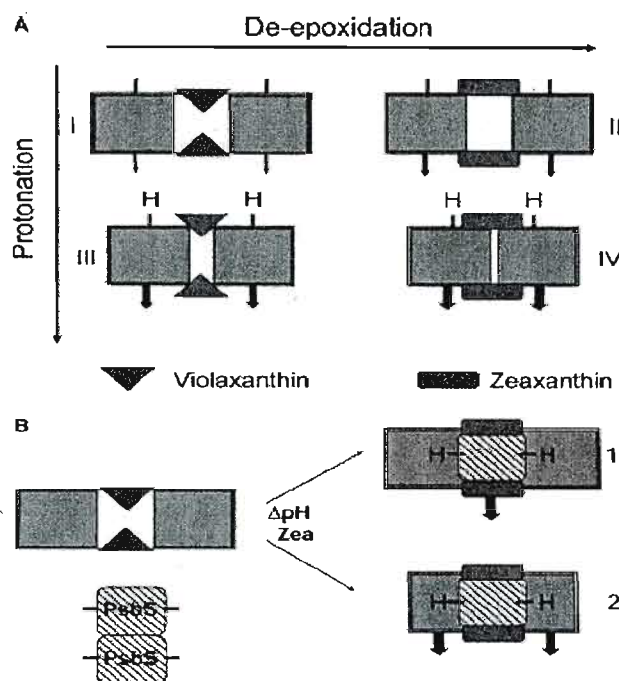 A
De-epoxidation
Protonation
I
II
H H H H
III
IV
Violaxanthin
Zeaxanthin
B
H H
1
ΔpH
Zea
PsbS
PsbS
H H
2